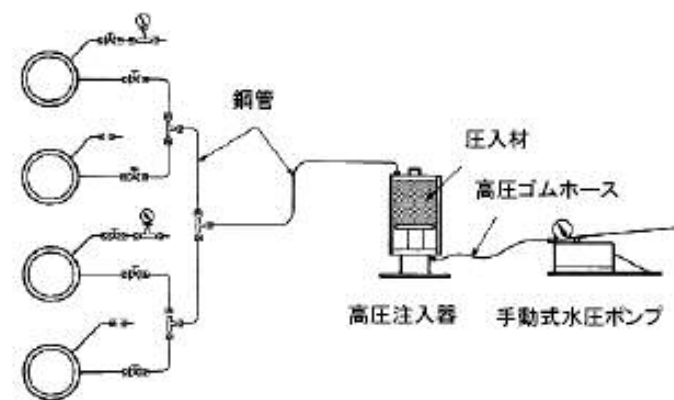 鋼管
圧入材
高圧ゴムホース
高圧注入器
手動式水圧ポンプ